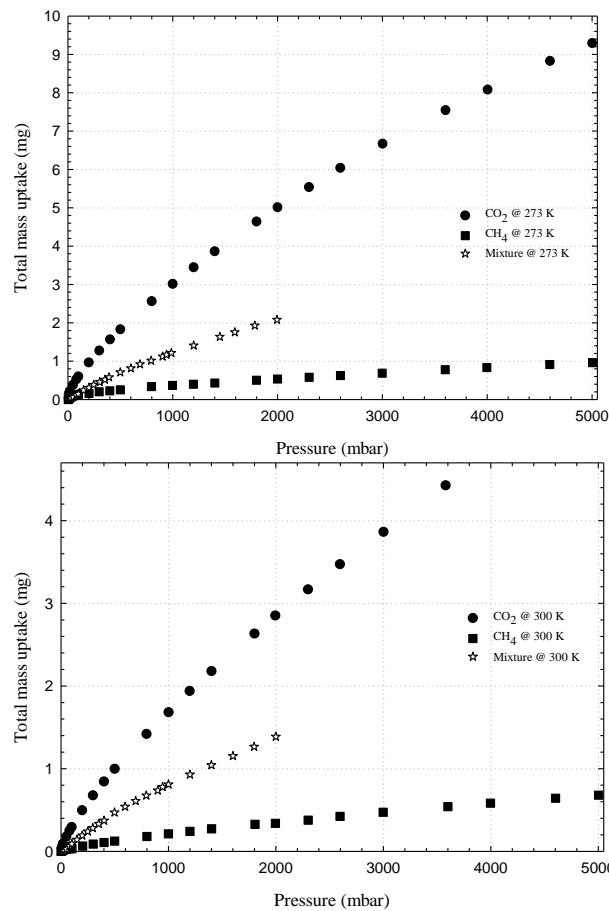 10
9
8
7
6
5
4
3
2
1
0
Total mass uptake (mg)
CO2 @ 273 K
CH4 @ 273 K
Mixture @ 273 K
0 1000 2000 3000 4000 5000
Pressure (mbar)
4
3
2
1
0
Total mass uptake (mg)
CO2 @ 300 K
CH4 @ 300 K
Mixture @ 300 K
0 1000 2000 3000 4000 5000
Pressure (mbar)